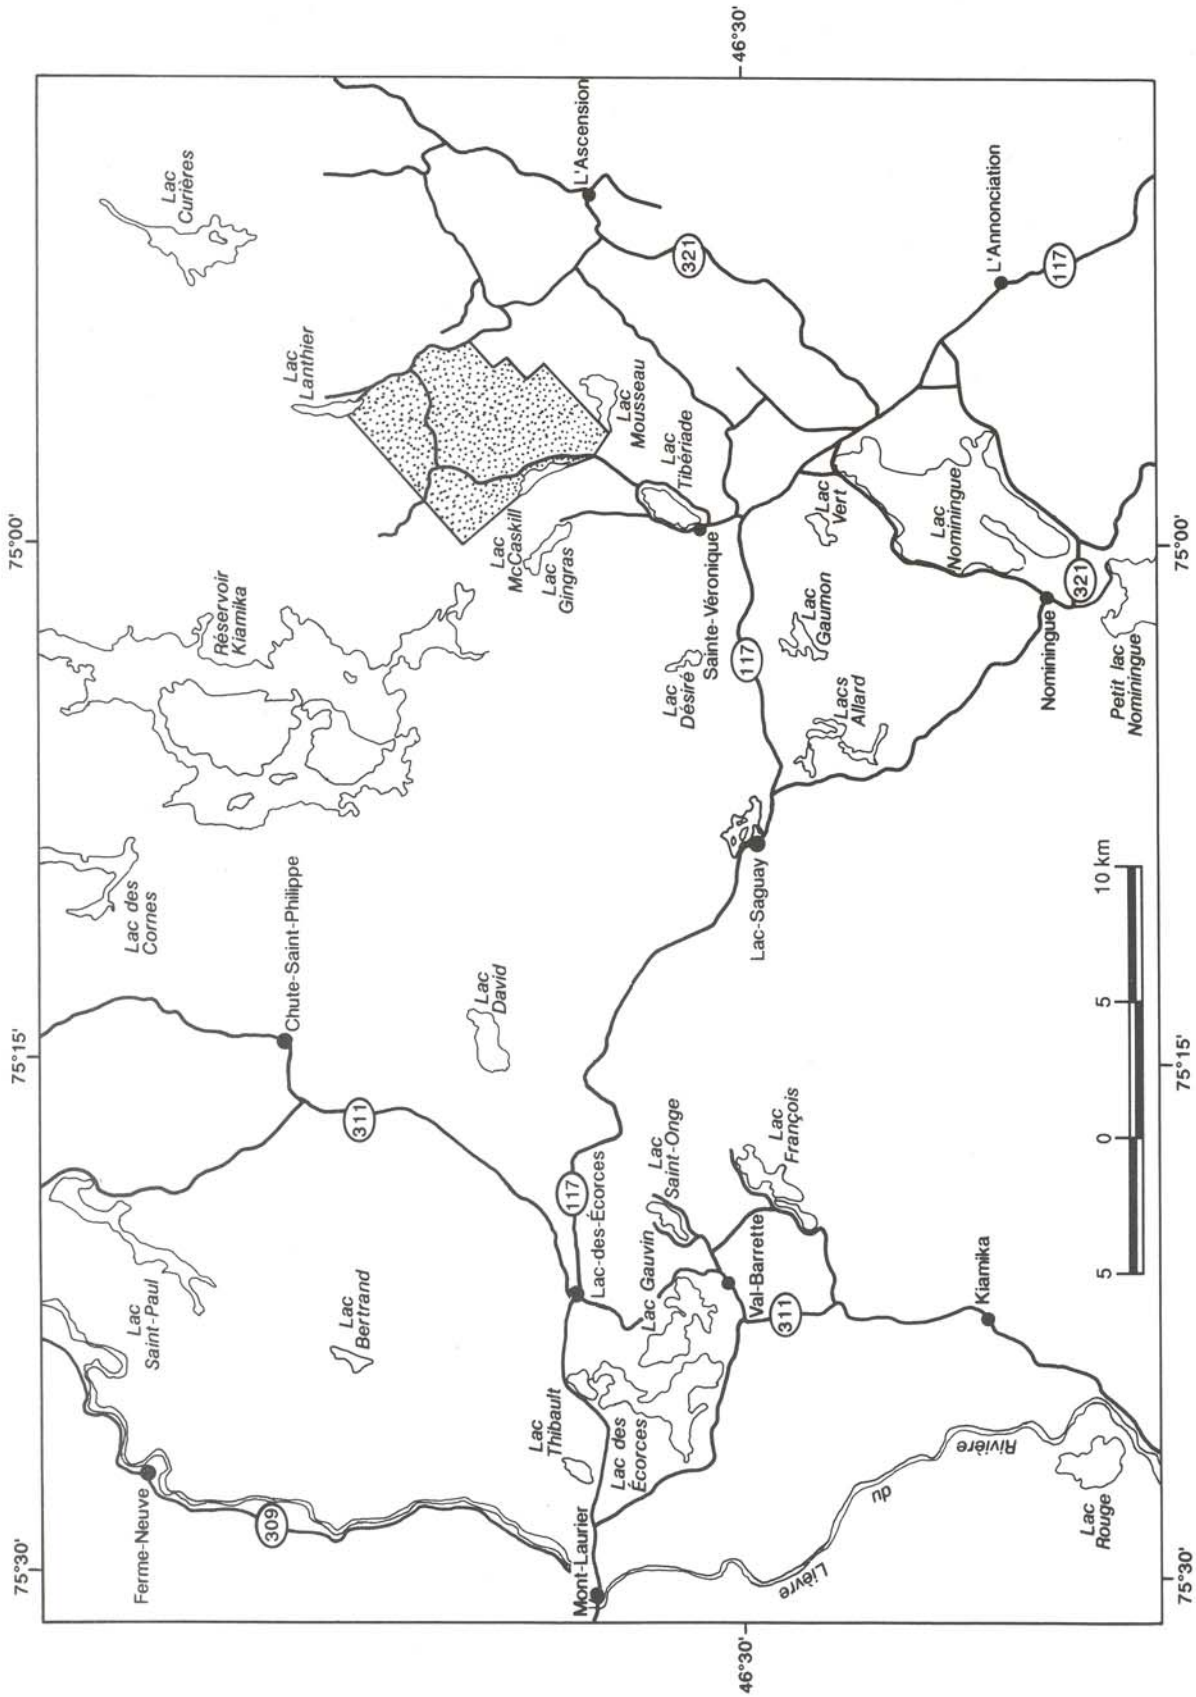 75°30'
75°15'
75°00'
Lac des
Cornes
Réservoir
Kiamika
Lac
Curières
Lac
Saint-Paul
Ferme-Neuve
309
Chute-Saint-Philippe
311
Lac
Lanthier
Lac
Bertrand
Lac
David
Lac
McCaskill
Lac
Gingras
Lac
Mousseau
Lac
Tibériade
L'Ascension
321
Lac
Thibault
Mont-Laurier
117
Lac-des-Écorces
Lac des
Écorces
Lac Gauvin
Lac
Saint-Onge
Lac
Désiré
Sainte-Véronique
46°30'
46°30'
117
Lac-Saguay
Val-Barrette
311
Lac
François
Lac
Gaumon
Lac
Vert
Lacs
Allard
Lièvre
du
Rivière
Kiamika
Lac
Nominingue
L'Annonciation
117
Nominingue
321
Lac
Rouge
Petit lac
Nominingue
5
0
5
10 km
75°30'
75°15'
75°00'